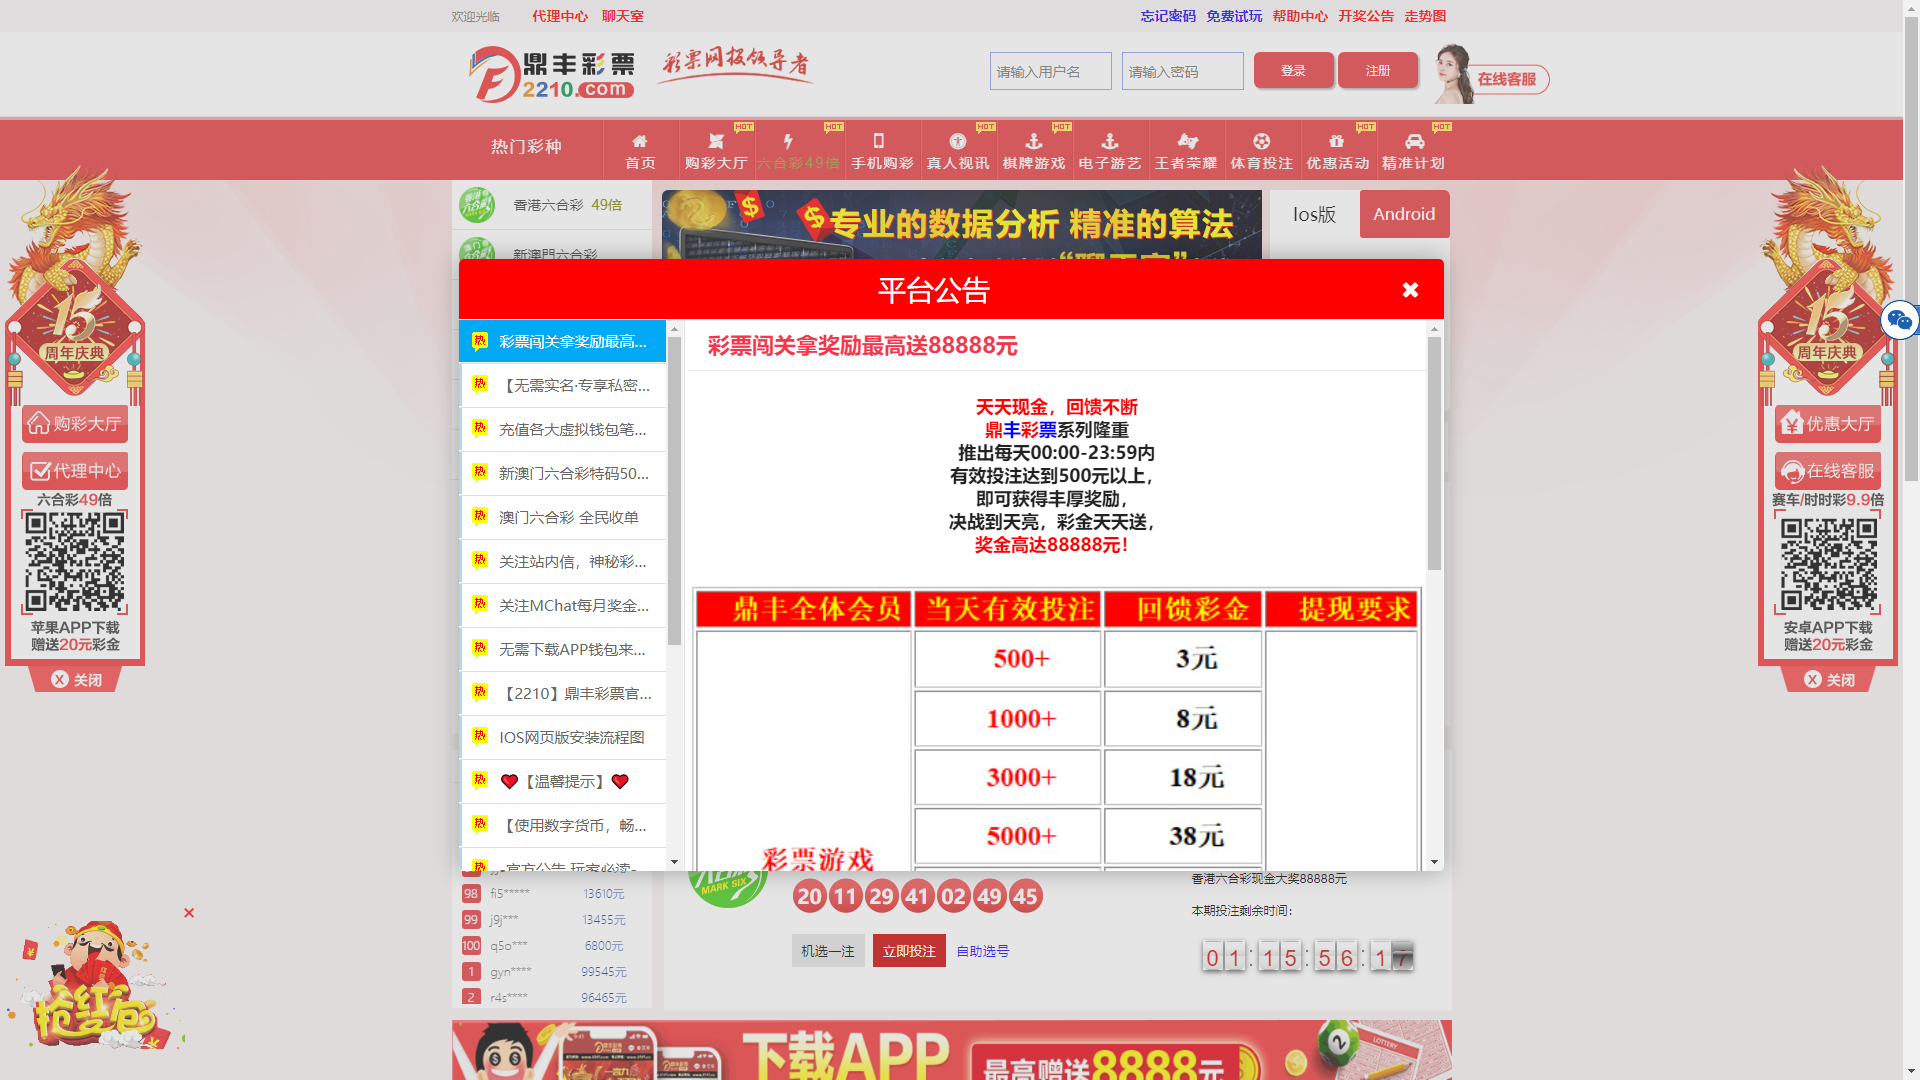 欢迎光临 代理中心 聊天室 忘记密码 免费试玩 帮助中心 开奖公告 走势图
鼎丰彩票 彩票网投领导者
2210.com
请输入用户名 请输入密码 登录 注册 在线客服
HOT HOT HOT HOT HOT HOT
热门彩种 首页 购彩大厅 六合彩49倍 手机购彩 真人视讯 棋牌游戏 电子游艺 王者荣耀 体育投注 优惠活动 精准计划
香港六合彩 49倍
新澳門六合彩
专业的数据分析 精准的算法
Ios版 Android
平台公告
热 彩票闯关拿奖励最高...
热 【无需实名·专享私密...
热 充值各大虚拟钱包笔...
热 新澳门六合彩特码50...
热 澳门六合彩 全民收单
热 关注站内信，神秘彩...
热 关注MChat每月奖金...
热 无需下载APP钱包来...
热 【2210】鼎丰彩票官...
热 IOS网页版安装流程图
热 ❤【温馨提示】❤
热 【使用数字货币，畅...
热 -官方公告 玩家必读-
彩票闯关拿奖励最高送88888元
天天现金，回馈不断
鼎丰彩票系列隆重
推出每天00:00-23:59内
有效投注达到500元以上，
即可获得丰厚奖励，
决战到天亮，彩金天天送，
奖金高达88888元！
鼎丰全体会员 当天有效投注 回馈彩金 提现要求
500+ 3元
1000+ 8元
3000+ 18元
5000+ 38元
彩票游戏
15
周年庆典
购彩大厅
代理中心
六合彩49倍
苹果APP下载
赠送20元彩金
X 关闭
15
周年庆典
优惠大厅
在线客服
赛车/时时彩9.9倍
安卓APP下载
赠送20元彩金
X 关闭
98 fi5***** 13610元
99 j9j*** 13455元
100 q5o*** 6800元
1 gyn**** 99545元
2 r4s**** 96465元
MARK SIX
20 11 29 41 02 49 45
机选一注 立即投注 自助选号
香港六合彩现金大奖88888元
本期投注剩余时间：
01:15:56:17
抢红包
下载APP
最高赠送8888元
2 LOTTERY